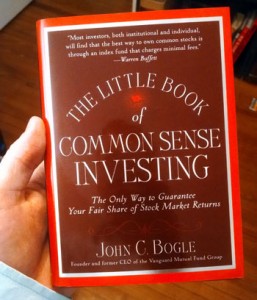 "Most investors, both institutional and individual,
will find that the best way to own common stocks is
through an index fund that charges minimal fees."
—Warren Buffett
THE LITTLE BOOK
of
COMMON SENSE
INVESTING
The Only Way to Guarantee
Your Fair Share of Stock Market Returns
JOHN C. BOGLE
Founder and former CEO of the Vanguard Mutual Fund Group